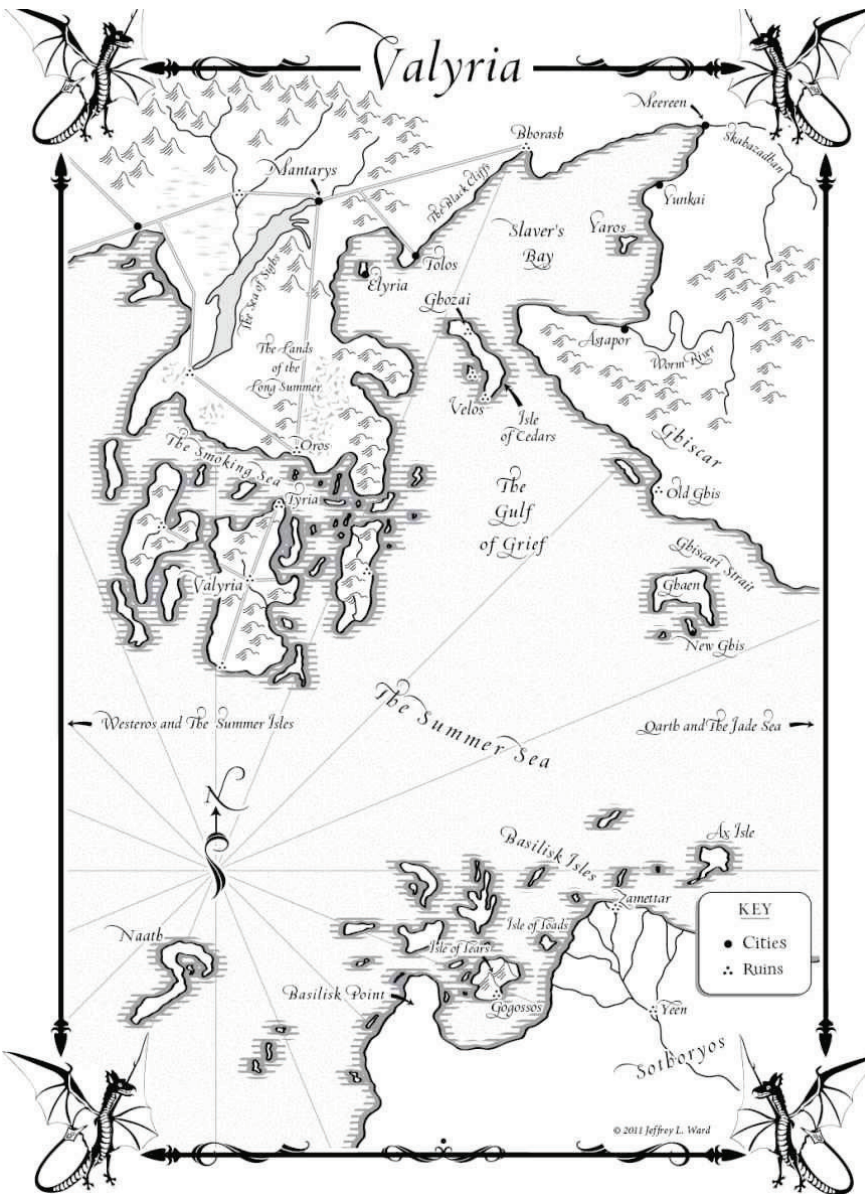 Valyria
Meereen
Bhorash
Skahazadhan
Mantarys
The Black Cliffs
Yunkai
Slaver's
Bay
Yaros
Tolos
Elyria
Ghozai
The Sea of Sighs
Astapor
Worm River
The Lands
of the
Long Summer
Velos
Isle
of Cedars
Ghiscar
Oros
The Smoking Sea
Tyria
The
Gulf
of Grief
Old Ghis
Ghiscari Strait
Valyria
Ghaen
New Ghis
Westeros and The Summer Isles
The Summer Sea
Qarth and The Jade Sea
N
Ax Isle
Basilisk Isles
Zamettar
KEY
Cities
Ruins
Naath
Isle of Toads
Isle of Tears
Basilisk Point
Gogossos
Yeen
Sothoryos
© 2011 Jeffrey L. Ward